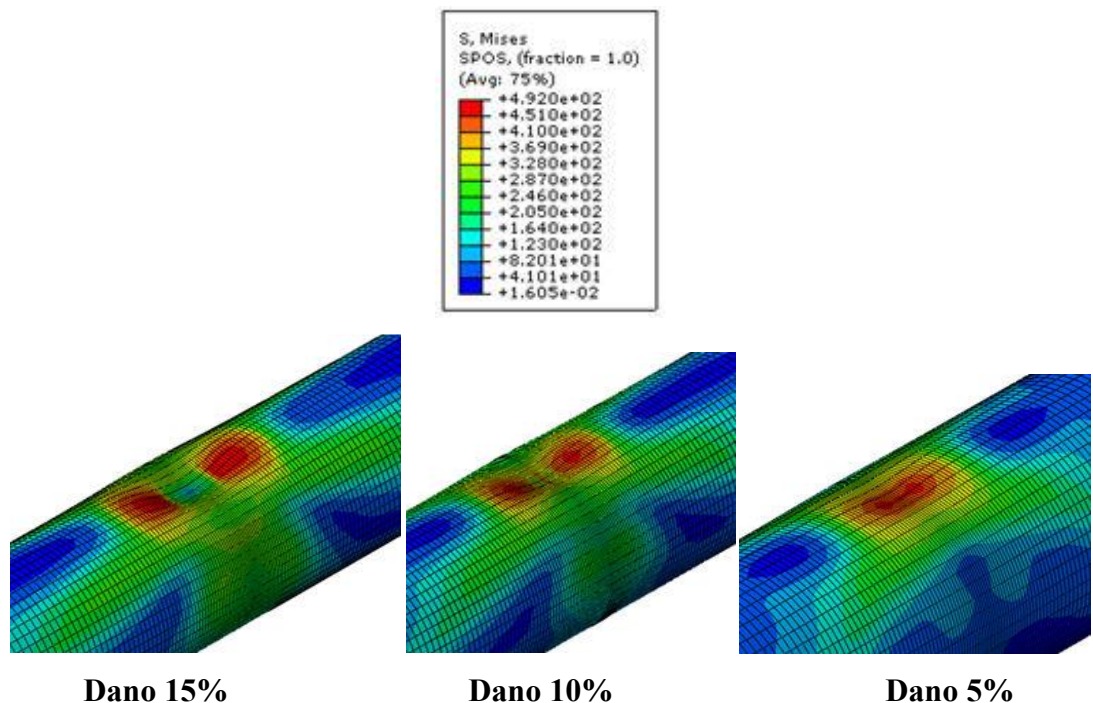 S, Mises
SPOS, (fraction = 1.0)
(Avg: 75%)
+4.920e+02
+4.510e+02
+4.100e+02
+3.690e+02
+3.280e+02
+2.870e+02
+2.460e+02
+2.050e+02
+1.640e+02
+1.230e+02
+8.201e+01
+4.101e+01
+1.605e-02
Dano 15%
Dano 10%
Dano 5%